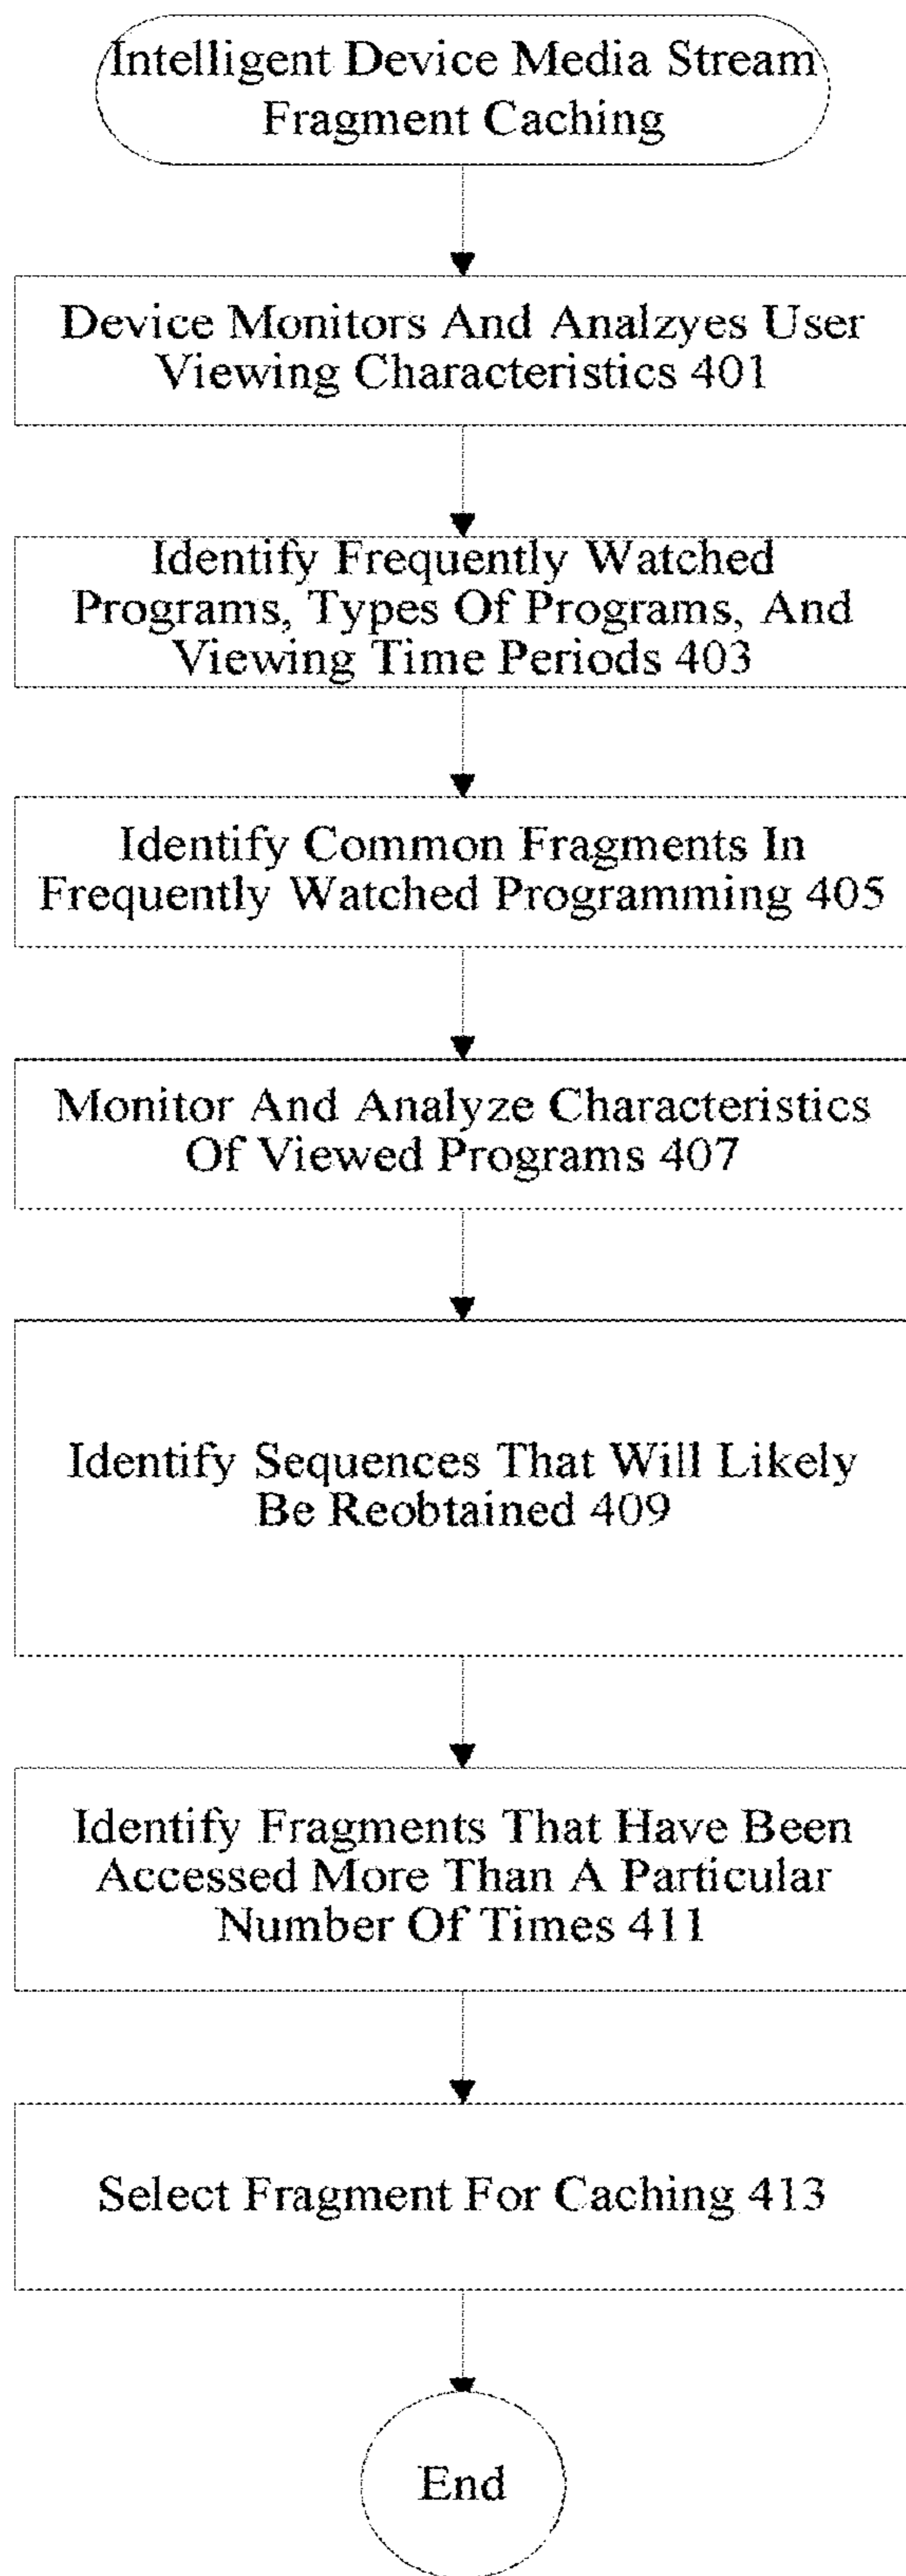 Intelligent Device Media Stream
Fragment Caching
Device Monitors And Analzyes User
Viewing Characteristics 401
Identify Frequently Watched
Programs, Types Of Programs, And
Viewing Time Periods 403
Identify Common Fragments In
Frequently Watched Programming 405
Monitor And Analyze Characteristics
Of Viewed Programs 407
Identify Sequences That Will Likely
Be Reobtained 409
Identify Fragments That Have Been
Accessed More Than A Particular
Number Of Times 411
Select Fragment For Caching 413
End